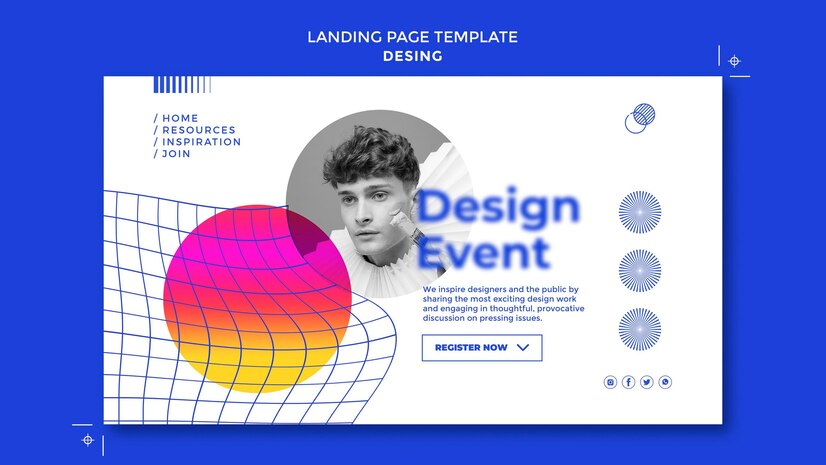 LANDING PAGE TEMPLATE
DESING
/ HOME
/ RESOURCES
/ INSPIRATION
/ JOIN
Design
Event
We inspire designers and the public by
sharing the most exciting design work
and engaging in thoughtful, provocative
discussion on pressing issues.
REGISTER NOW